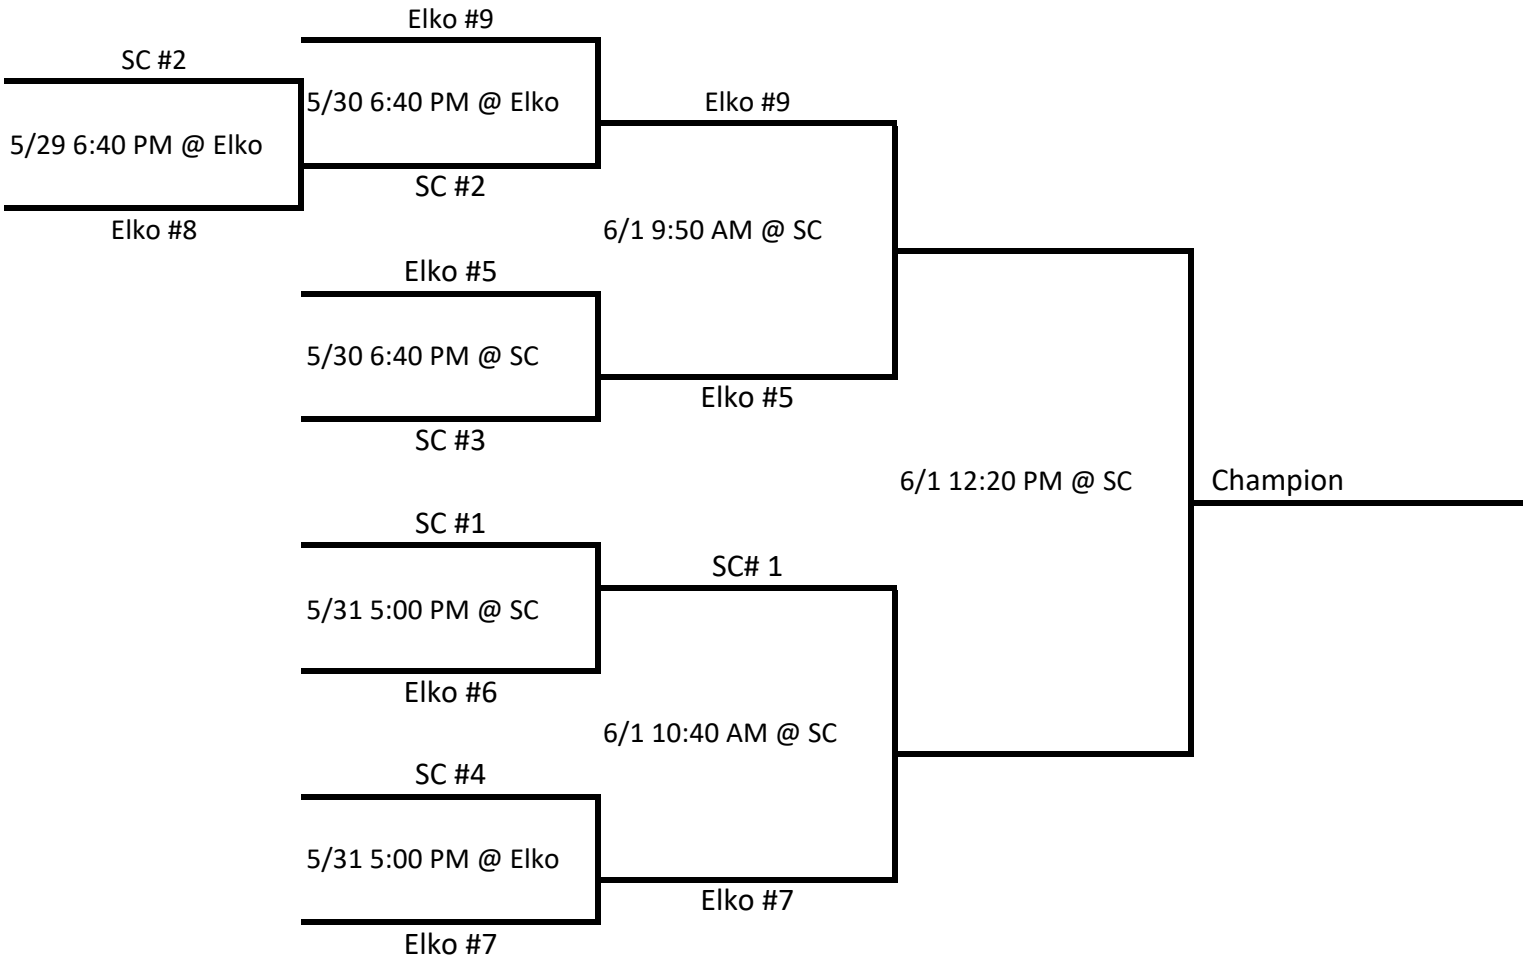 Elko #9
SC #2
5/30 6:40 PM @ Elko
Elko #9
5/29 6:40 PM @ Elko
SC #2
Elko #8
6/1 9:50 AM @ SC
Elko #5
5/30 6:40 PM @ SC
Elko #5
SC #3
6/1 12:20 PM @ SC
Champion
SC #1
SC# 1
5/31 5:00 PM @ SC
Elko #6
6/1 10:40 AM @ SC
SC #4
5/31 5:00 PM @ Elko
Elko #7
Elko #7